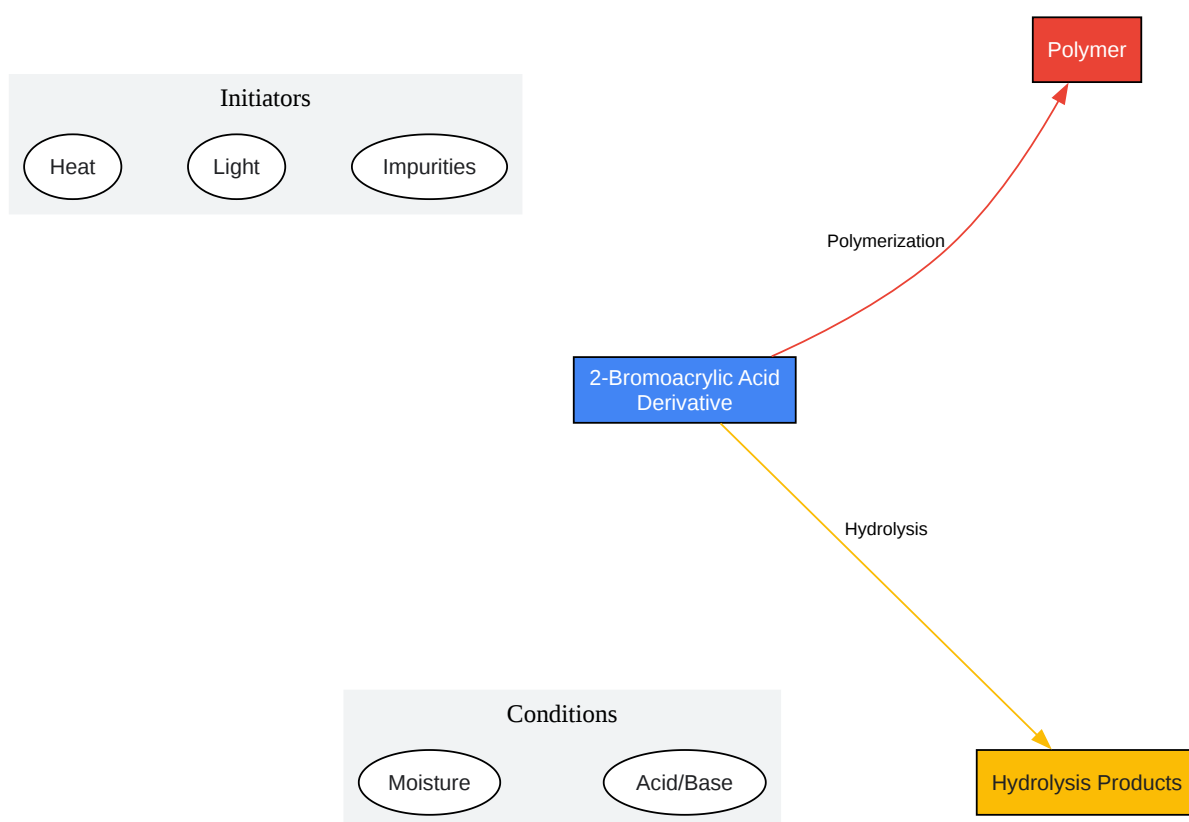 Polymer
Initiators
Heat
Light
Impurities
Polymerization
2-Bromoacrylic Acid
Derivative
Hydrolysis
Conditions
Moisture
Acid/Base
Hydrolysis Products